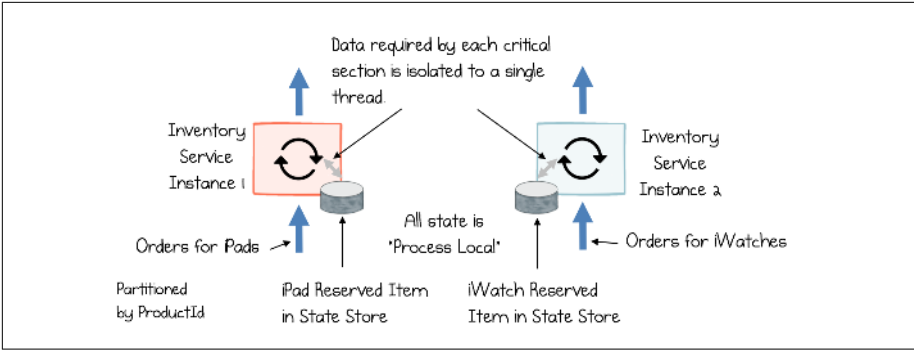 Data required by each critical
section is isolated to a single
thread.
Inventory
Service
Instance 1
Inventory
Service
Instance 2
All state is
"Process Local"
Orders for iPads
Orders for iWatches
Partitioned
by ProductId
iPad Reserved Item
in State Store
iWatch Reserved
Item in State Store